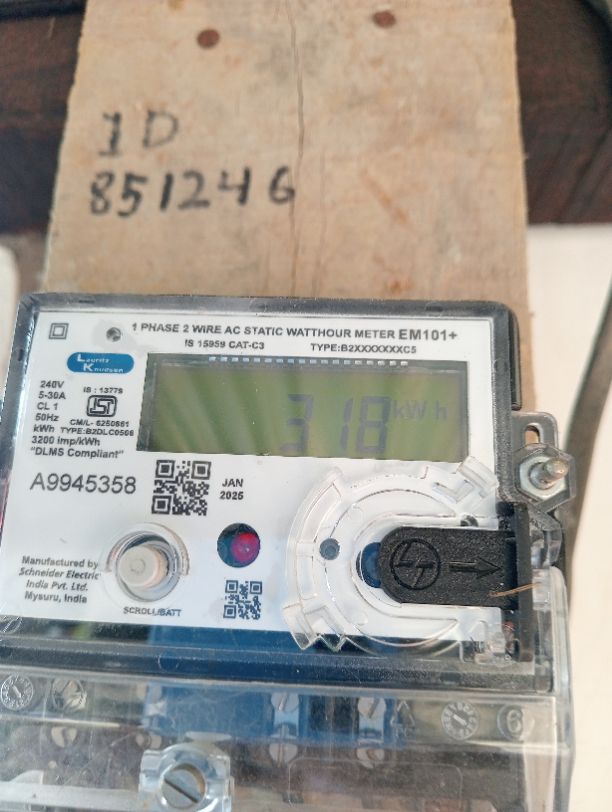 1D
851246
1 PHASE 2 WIRE AC STATIC WATTHOUR METER EM101+
IS 15959 CAT-C3 TYPE:B2XXXXXXXC5
Lauritz
Knudsen
240V
5-30A
CL 1
50Hz
IS : 13779
CM/L- 6250661
kWh TYPE:B2DLC0506
3200 imp/kWh
"DLMS Compliant"
318 kWh
A9945358
JAN
2025
Manufactured by
Schneider Electric
India Pvt. Ltd.
Mysuru, India
SCROLL/BATT